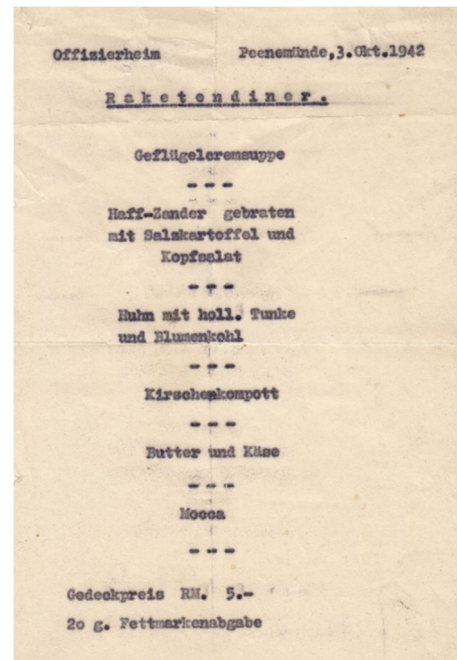 Offizierheim Peenemünde,3.Okt.1942
Raketendiner.
Geflügelcremsuppe
---
Haff-Zander gebraten
mit Salzkartoffel und
Kopfsalat
---
Huhn mit holl. Tunke
und Blumenkohl
---
Kirschenkompott
---
Butter und Käse
---
Mocca
---
Gedeckpreis RM. 5.-
2o g. Fettmarkenabgabe